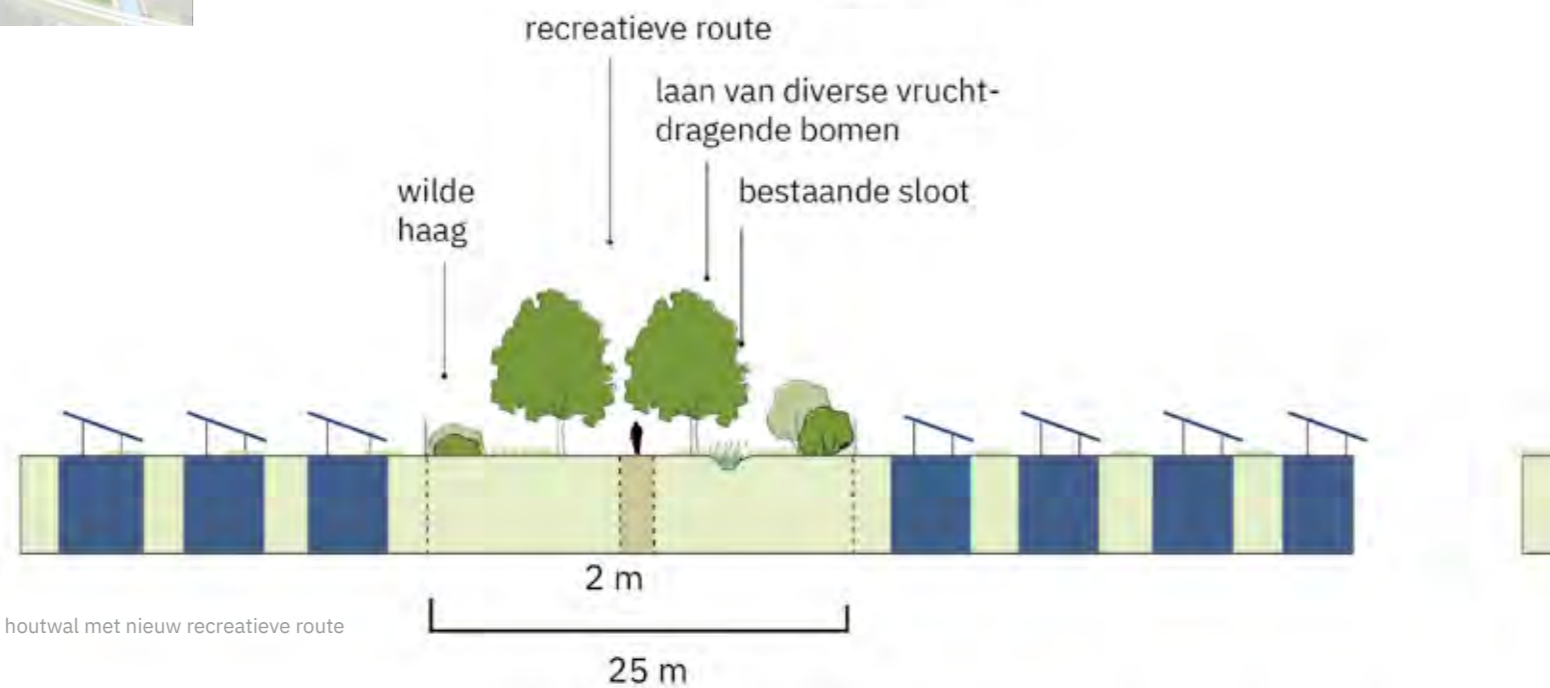 recreatieve route
laan van diverse vrucht-
dragende bomen
wilde
haag
bestaande sloot
2 m
houtwal met nieuw recreatieve route
25 m